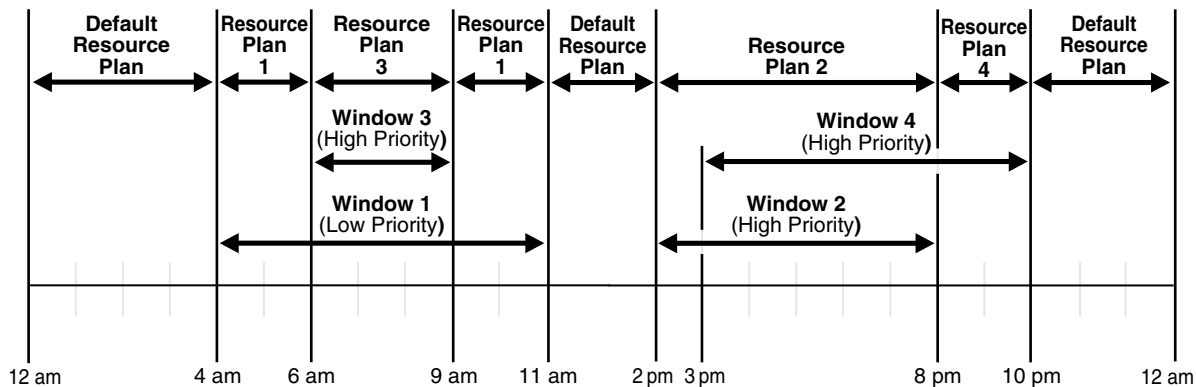 Default
Resource
Plan
Resource
Plan
1
Resource
Plan
3
Resource
Plan
1
Default
Resource
Plan
Resource
Plan 2
Resource
Plan
4
Default
Resource
Plan
Window 3
(High Priority)
Window 4
(High Priority)
Window 1
(Low Priority)
Window 2
(High Priority)
12 am
4 am
6 am
9 am
11 am
2 pm
3 pm
8 pm
10 pm
12 am